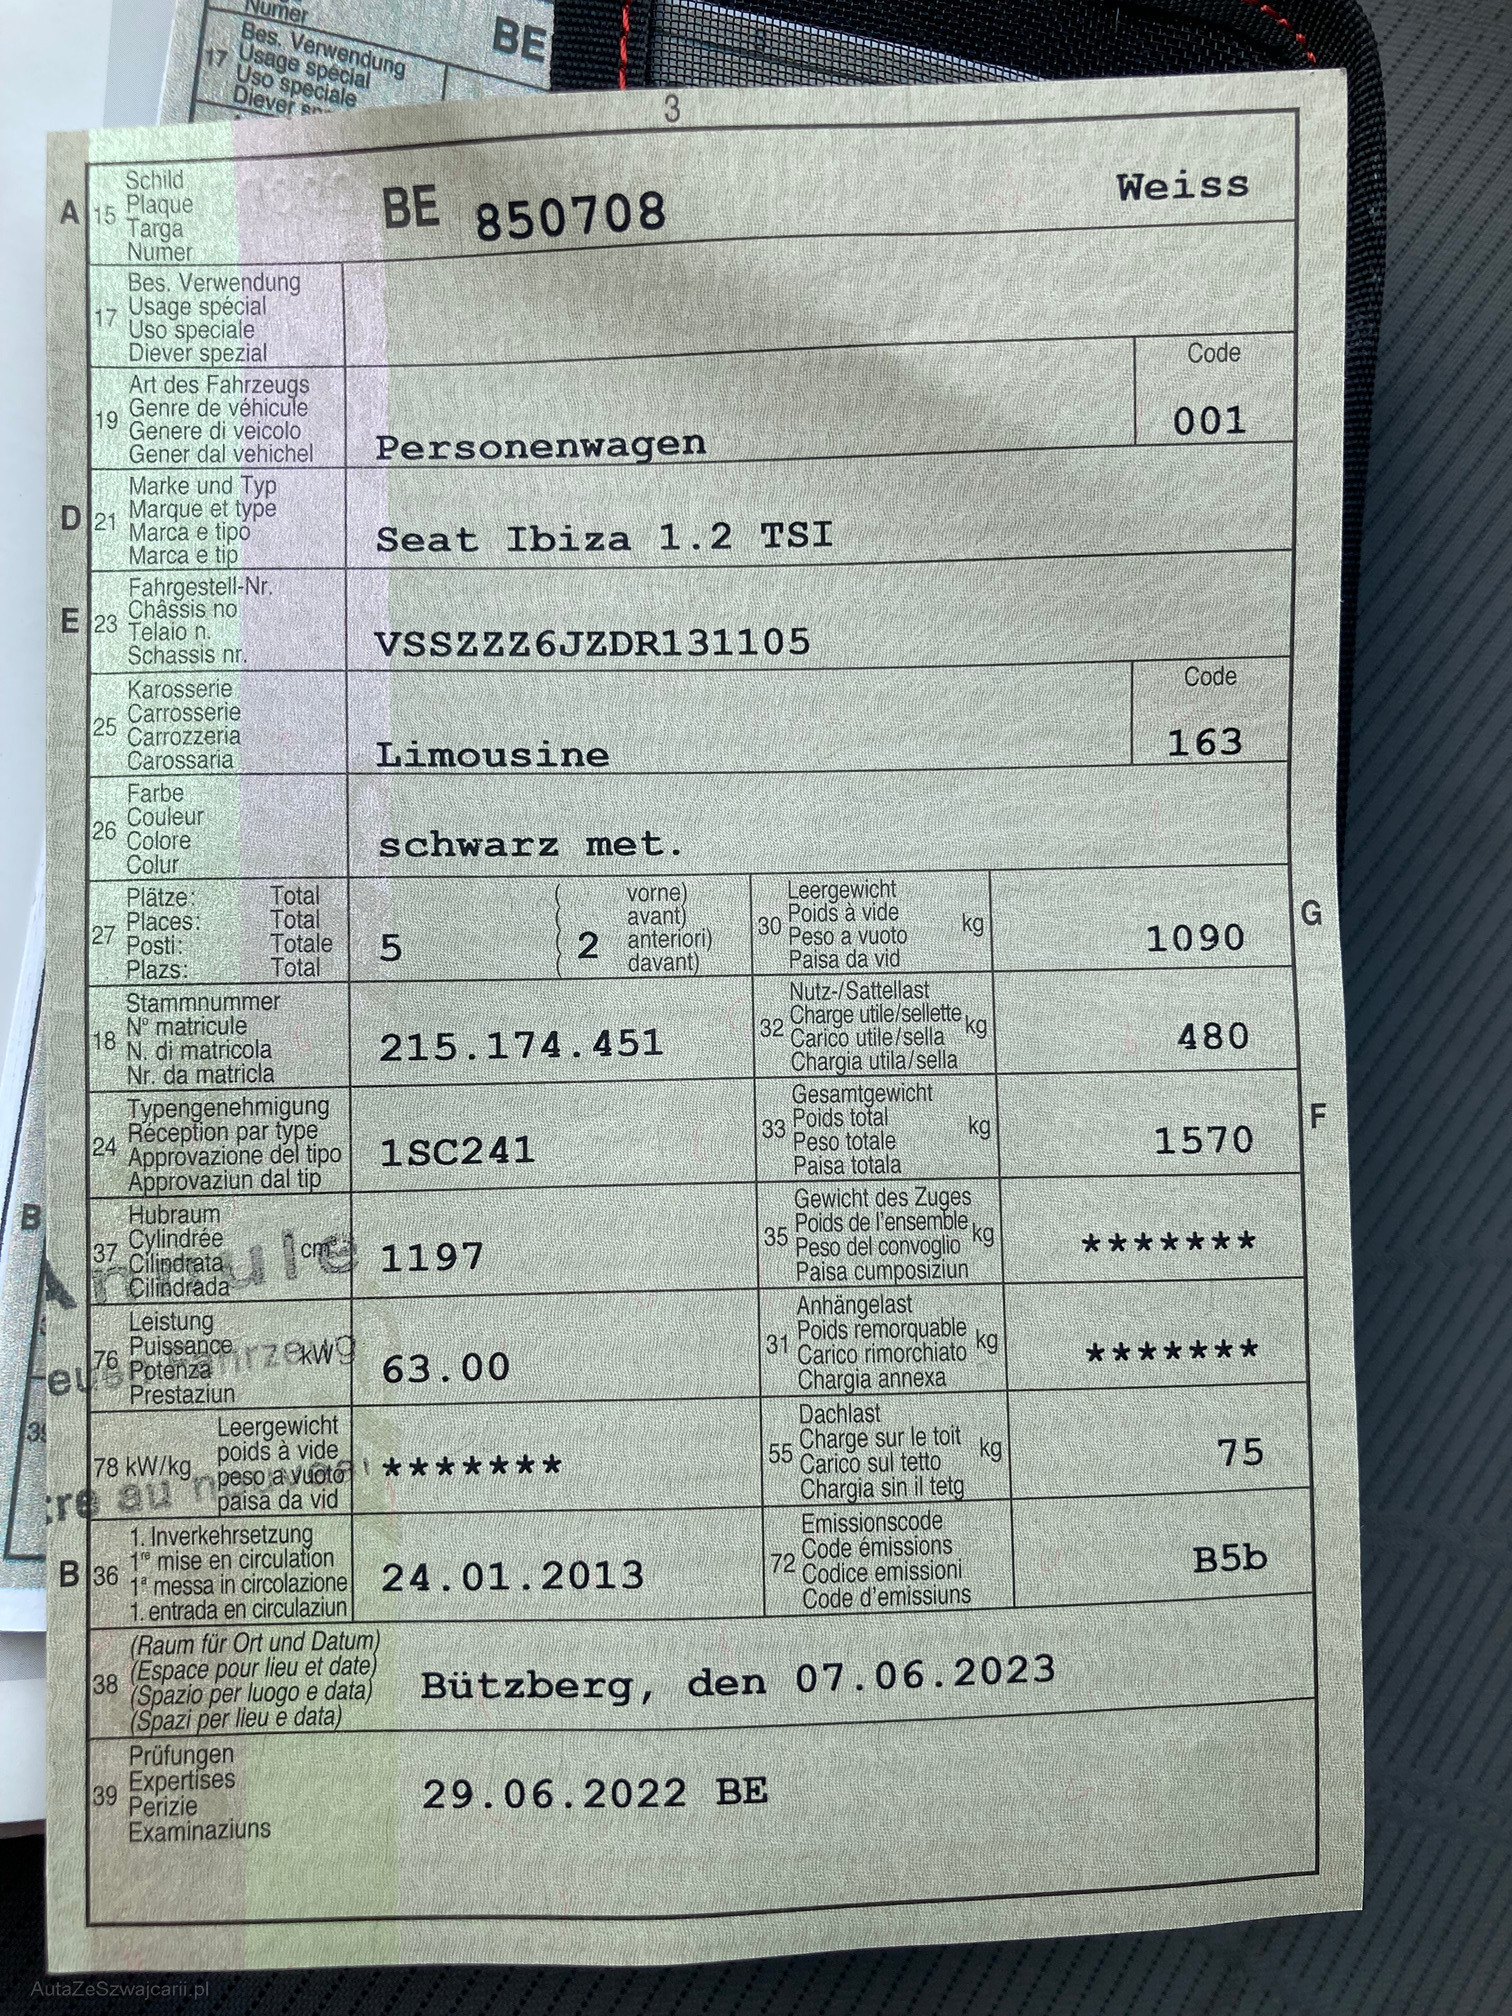 Numer
Bes. Verwendung
17 Usage spécial
Uso speciale
Diever
BE
3
A 15 Schild
Plaque
Targa
Numer
BE 850708 Weiss
17 Bes. Verwendung
Usage spécial
Uso speciale
Diever spezial
19 Art des Fahrzeugs
Genre de véhicule
Genere di veicolo
Gener dal vehichel
Personenwagen
Code
001
D 21 Marke und Typ
Marque et type
Marca e tipo
Marca e tip
Seat Ibiza 1.2 TSI
E 23 Fahrgestell-Nr.
Châssis no
Telaio n.
Schassis nr.
VSSZZZ6JZDR131105
25 Karosserie
Carrosserie
Carrozzeria
Carossaria
Limousine
Code
163
26 Farbe
Couleur
Colore
Colur
schwarz met.
27 Plätze: Total
Places: Total
Posti: Totale
Plazs: Total
5 ( 2 vorne)
avant)
anteriori)
davant)
30 Leergewicht
Poids à vide
Peso a vuoto
Paisa da vid
kg
1090
G
18 Stammnummer
N° matricule
N. di matricola
Nr. da matricla
215.174.451
32 Nutz-/Sattellast
Charge utile/sellette
Carico utile/sella
Chargia utila/sella
kg
480
24 Typengenehmigung
Réception par type
Approvazione del tipo
Approvaziun dal tip
1SC241
33 Gesamtgewicht
Poids total
Peso totale
Paisa totala
kg
1570
F
37 Hubraum
Cylindrée
Cilindrata
Cilindrada
cm³
1197
35 Gewicht des Zuges
Poids de l'ensemble
Peso del convoglio
Paisa cumposiziun
kg
*******
76 Leistung
Puissance
Potenza
Prestaziun
kW
63.00
31 Anhängelast
Poids remorquable
Carico rimorchiato
Chargia annexa
kg
*******
78 kW/kg
Leergewicht
poids à vide
peso a vuoto
paisa da vid
*******
55 Dachlast
Charge sur le toit
Carico sul tetto
Chargia sin il tetg
kg
75
B 36 1. Inverkehrsetzung
1re mise en circulation
1a messa in circolazione
1. entrada en circulaziun
24.01.2013
72 Emissionscode
Code émissions
Codice emissioni
Code d'emissiuns
B5b
38 (Raum für Ort und Datum)
(Espace pour lieu et date)
(Spazio per luogo e data)
(Spazi per lieu e data)
Bützberg, den 07.06.2023
39 Prüfungen
Expertises
Perizie
Examinaziuns
29.06.2022 BE
B
AutaZeSzwajcarii.pl